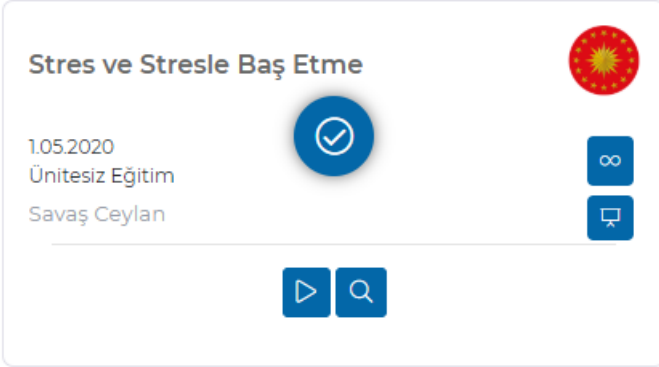 Stres ve Stresle Baş Etme
1.05.2020
Ünitesiz Eğitim
Savaş Ceylan